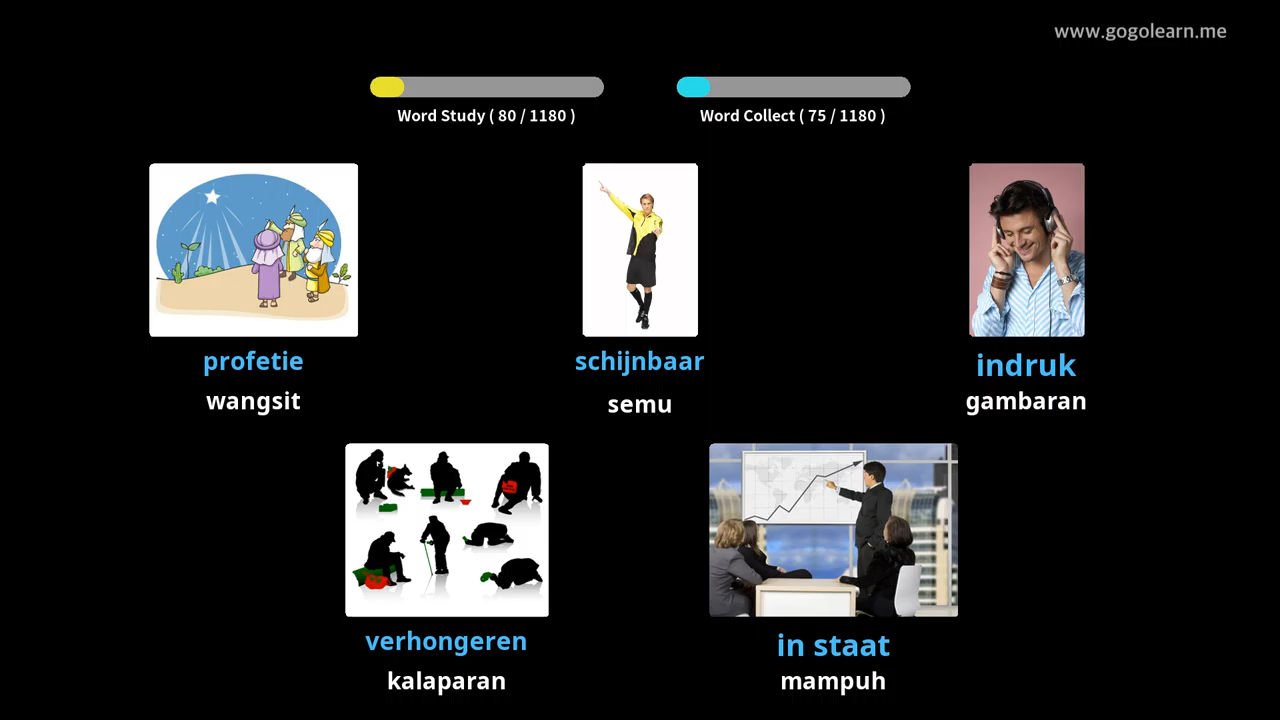 www.gogolearn.me
Word Study ( 80 / 1180 )
Word Collect ( 75 / 1180 )
profetie
wangsit
schijnbaar
semu
indruk
gambaran
verhongeren
kalaparan
in staat
mampuh